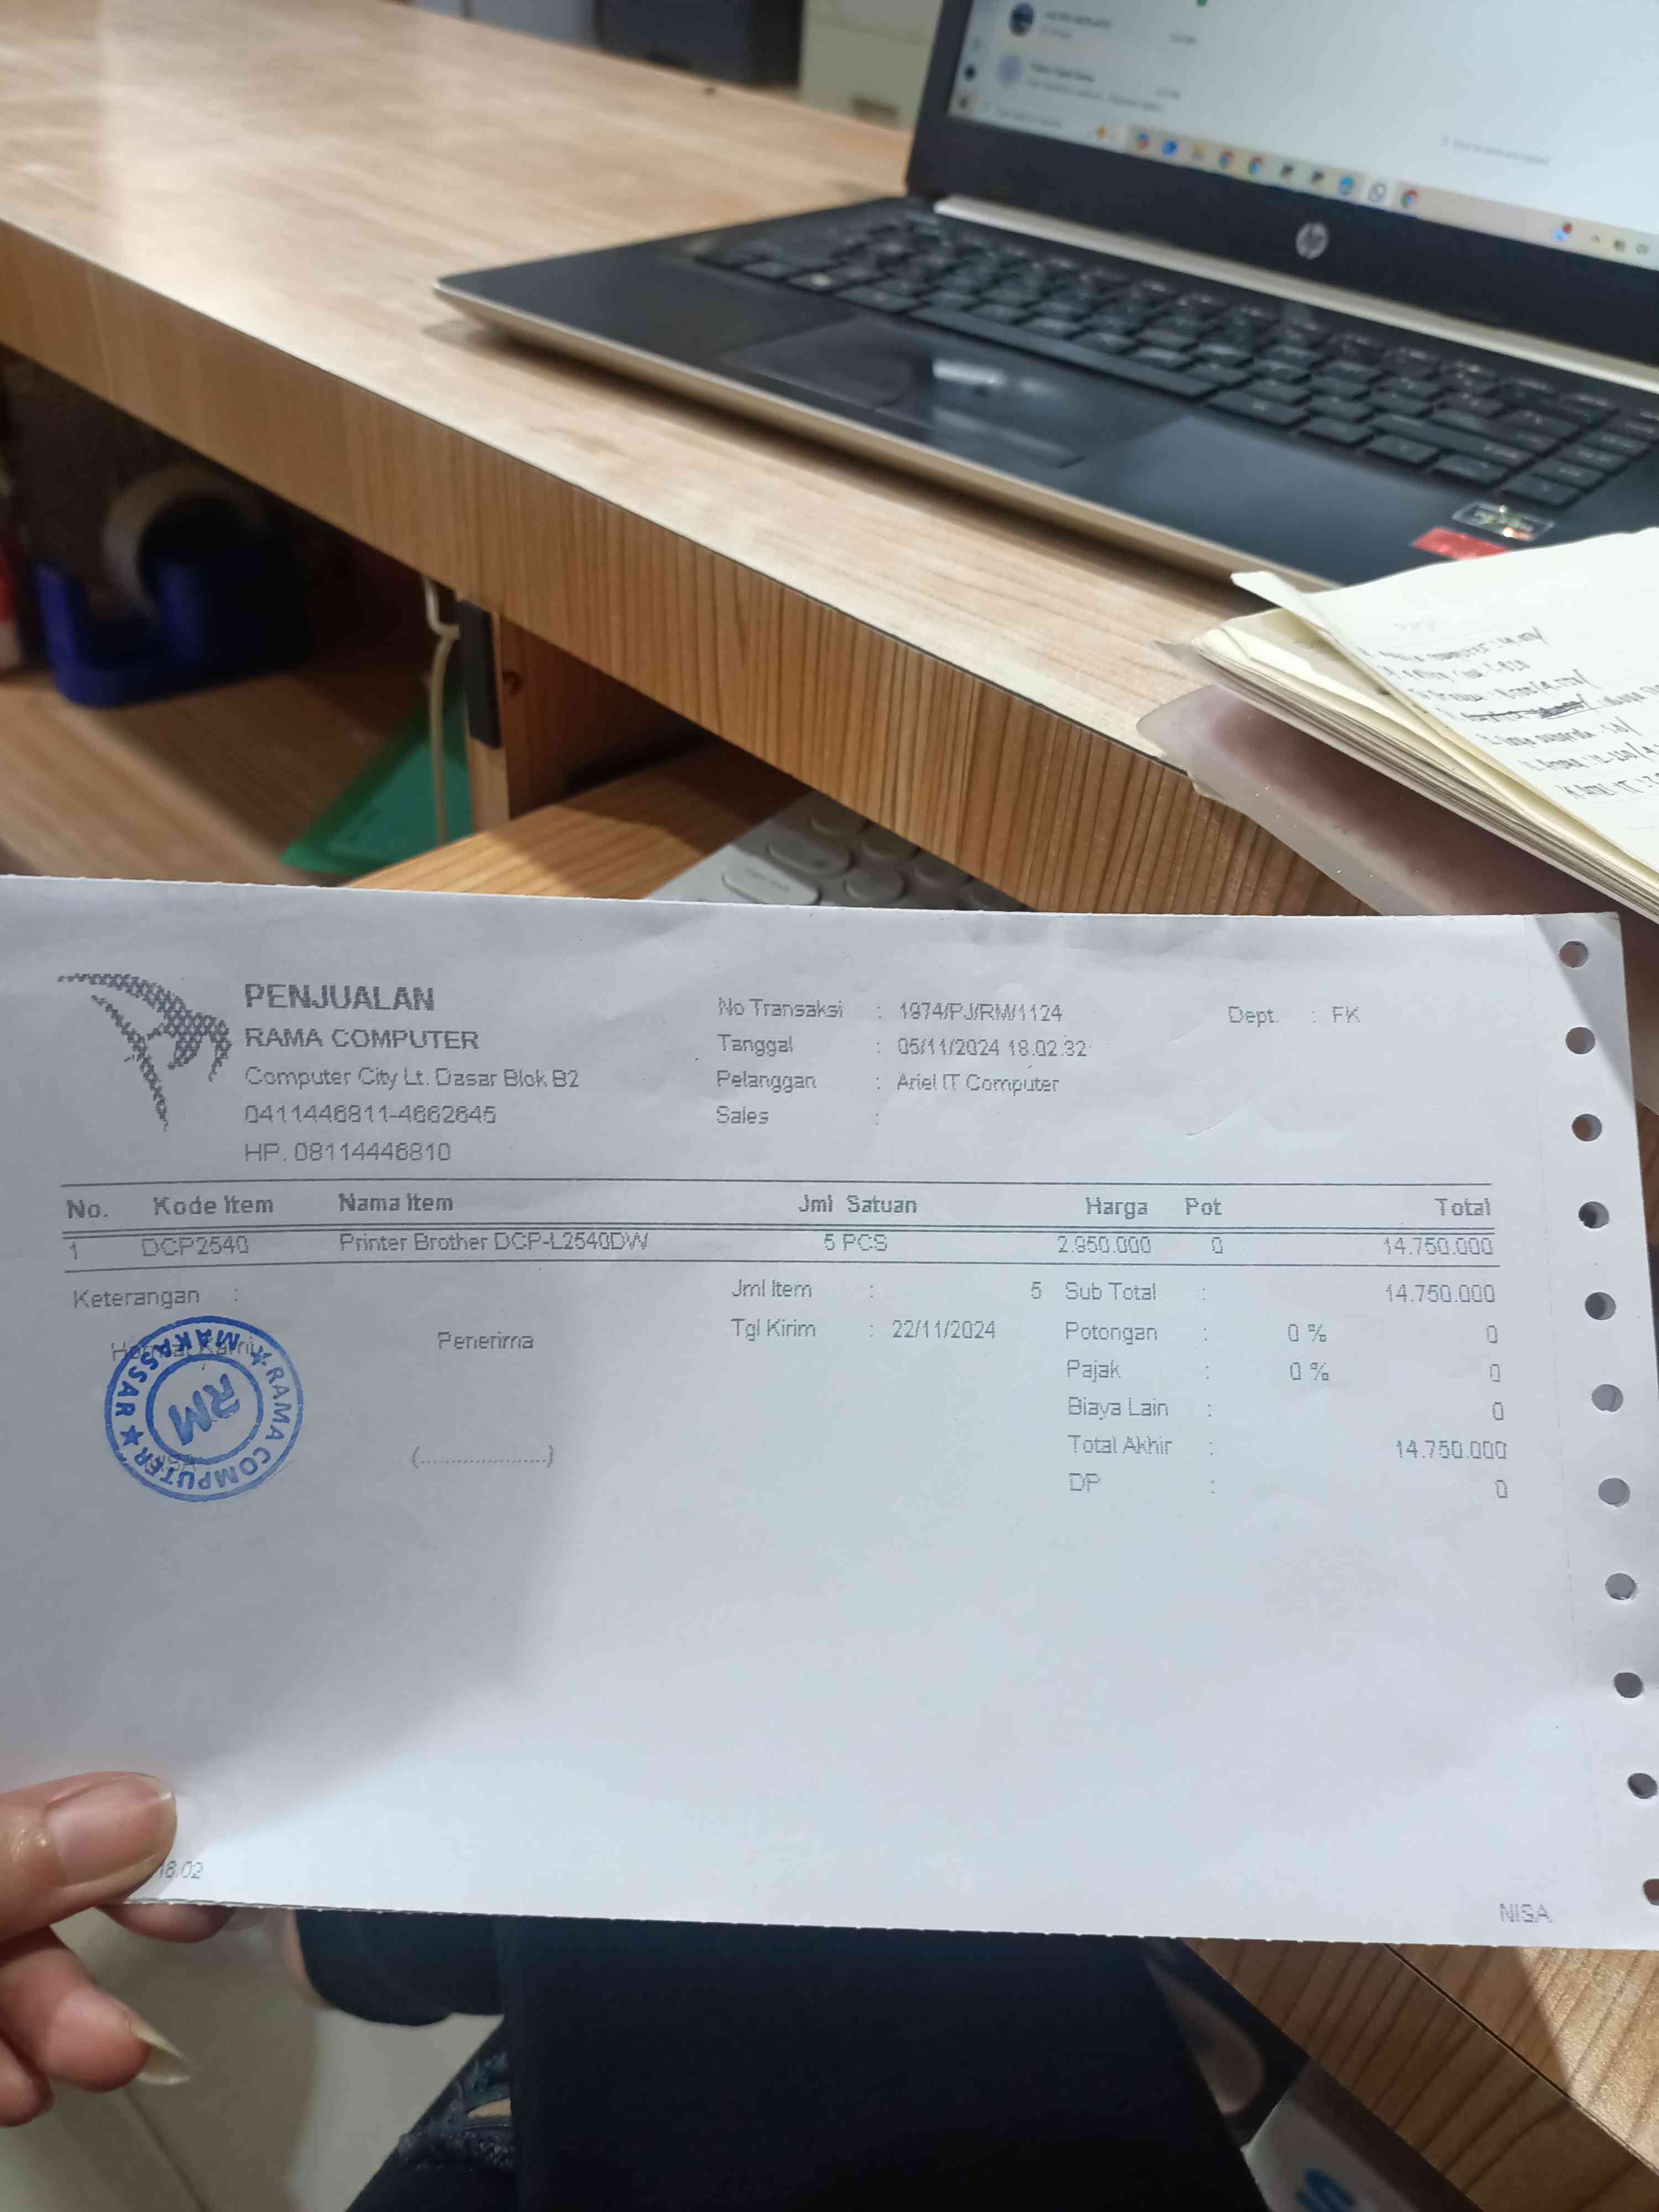 PENJUALAN
RAMA COMPUTER
Computer City Lt. Dasar Blok B2
0411446811-4662645
HP. 08114446810
No Transaksi : 1974/PJ/RM/1124
Tanggal : 05/11/2024 18.02.32
Pelanggan : Ariel IT Computer
Sales :
Dept. : FK
No. Kode Item Nama Item Jml Satuan Harga Pot Total
1 DCP2540 Printer Brother DCP-L2540DW 5 PCS 2.950.000 0 14.750.000
Keterangan :
Jml Item : 5
Tgl Kirim : 22/11/2024
Sub Total : 14.750.000
Potongan : 0 % 0
Pajak : 0 % 0
Biaya Lain : 0
Total Akhir : 14.750.000
DP : 0
Hormat Kami
Penerima
(.....................)
RAMA COMPUTER ★ MAKASSAR ★
RM
18.02
NISA
hp